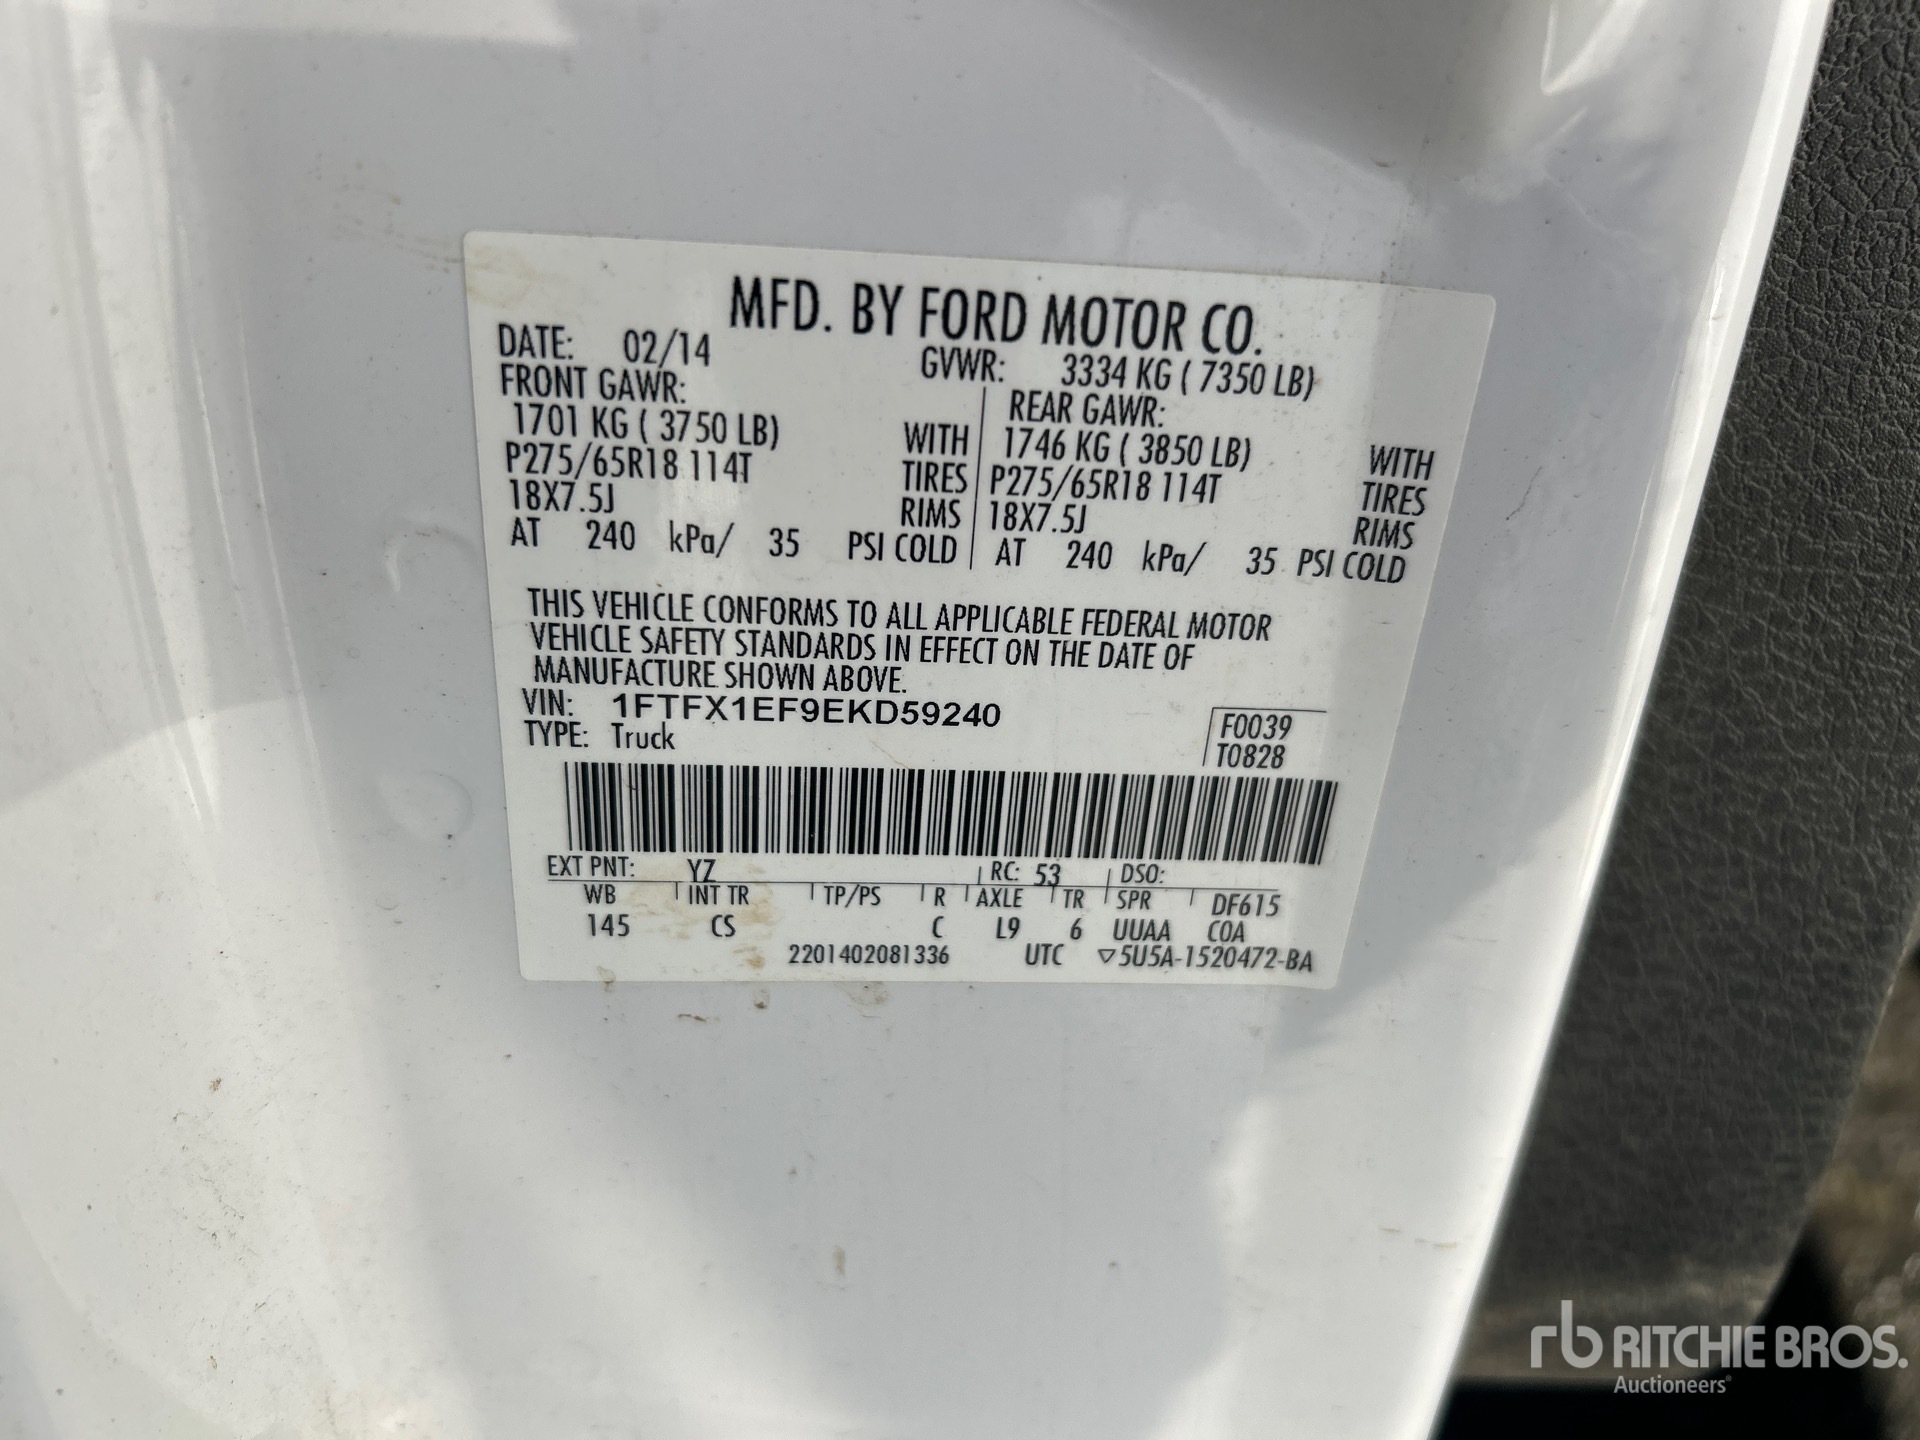 MFD. BY FORD MOTOR CO.
DATE: 02/14 GVWR: 3334 KG ( 7350 LB)
FRONT GAWR: REAR GAWR:
1701 KG ( 3750 LB) WITH 1746 KG ( 3850 LB) WITH
P275/65R18 114T TIRES P275/65R18 114T TIRES
18X7.5J RIMS 18X7.5J RIMS
AT 240 kPa/ 35 PSI COLD AT 240 kPa/ 35 PSI COLD
THIS VEHICLE CONFORMS TO ALL APPLICABLE FEDERAL MOTOR
VEHICLE SAFETY STANDARDS IN EFFECT ON THE DATE OF
MANUFACTURE SHOWN ABOVE.
VIN: 1FTFX1EF9EKD59240 F0039
TYPE: Truck T0828
EXT PNT: YZ RC: 53 DSO:
WB INT TR TP/PS R AXLE TR SPR DF615
145 CS C L9 6 UUAA COA
2201402081336 UTC ▽5U5A-1520472-BA
rb RITCHIE BROS.
Auctioneers®